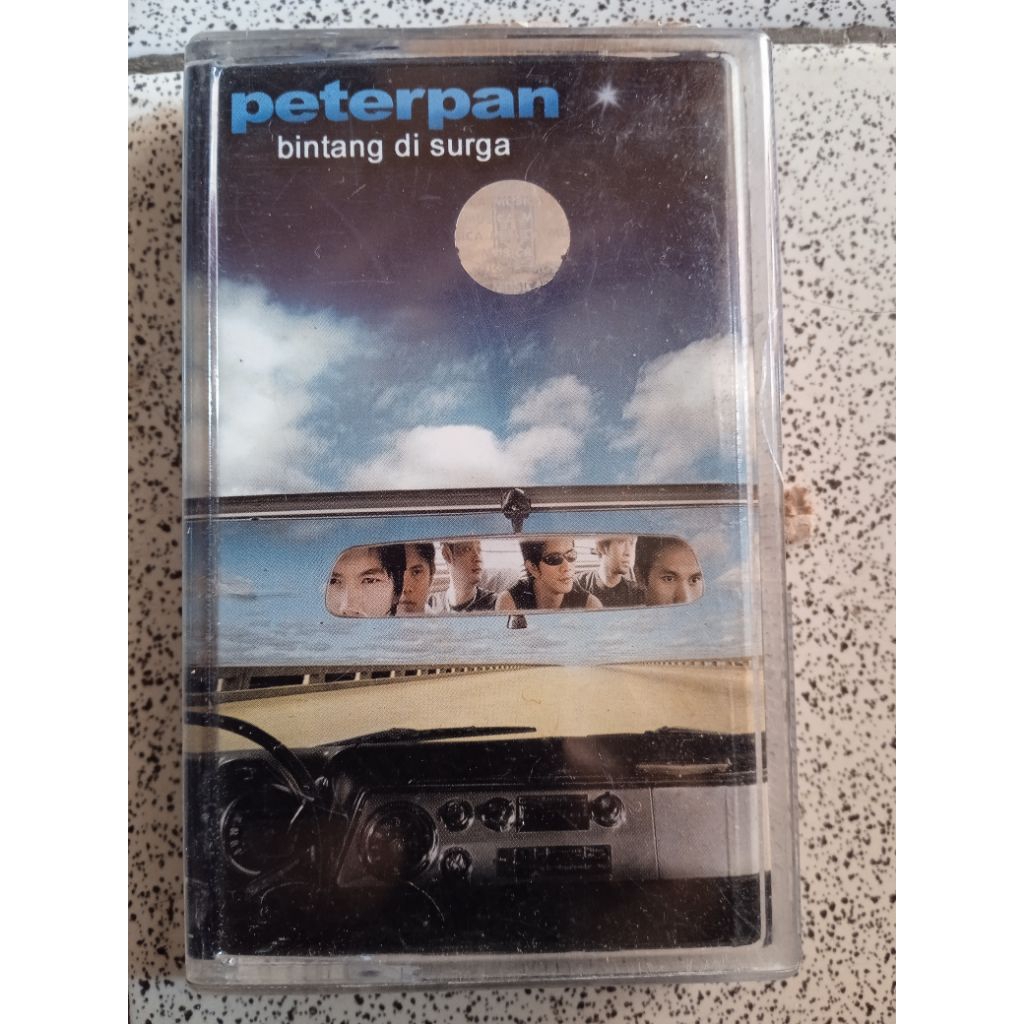 peterpan
bintang di surga